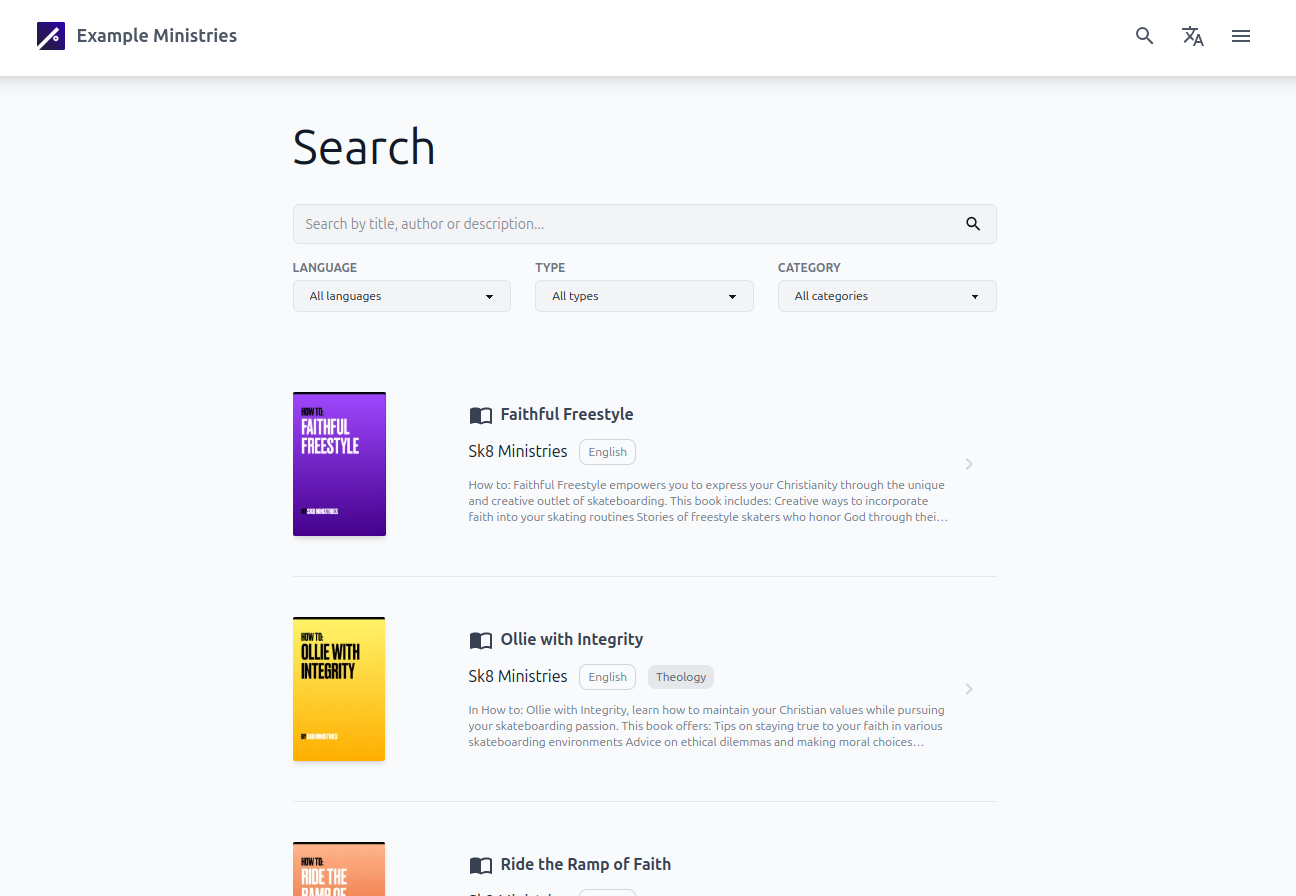 Example Ministries
Search
Search by title, author or description...
LANGUAGE
TYPE
CATEGORY
All languages
All types
All categories
HOW TO:
FAITHFUL
FREESTYLE
BY SK8 MINISTRIES
Faithful Freestyle
Sk8 Ministries
English
How to: Faithful Freestyle empowers you to express your Christianity through the unique
and creative outlet of skateboarding. This book includes: Creative ways to incorporate
faith into your skating routines Stories of freestyle skaters who honor God through thei…
HOW TO:
OLLIE WITH
INTEGRITY
BY SK8 MINISTRIES
Ollie with Integrity
Sk8 Ministries
English
Theology
In How to: Ollie with Integrity, learn how to maintain your Christian values while pursuing
your skateboarding passion. This book offers: Tips on staying true to your faith in various
skateboarding environments Advice on ethical dilemmas and making moral choices…
HOW TO:
RIDE THE
RAMP OF
Ride the Ramp of Faith